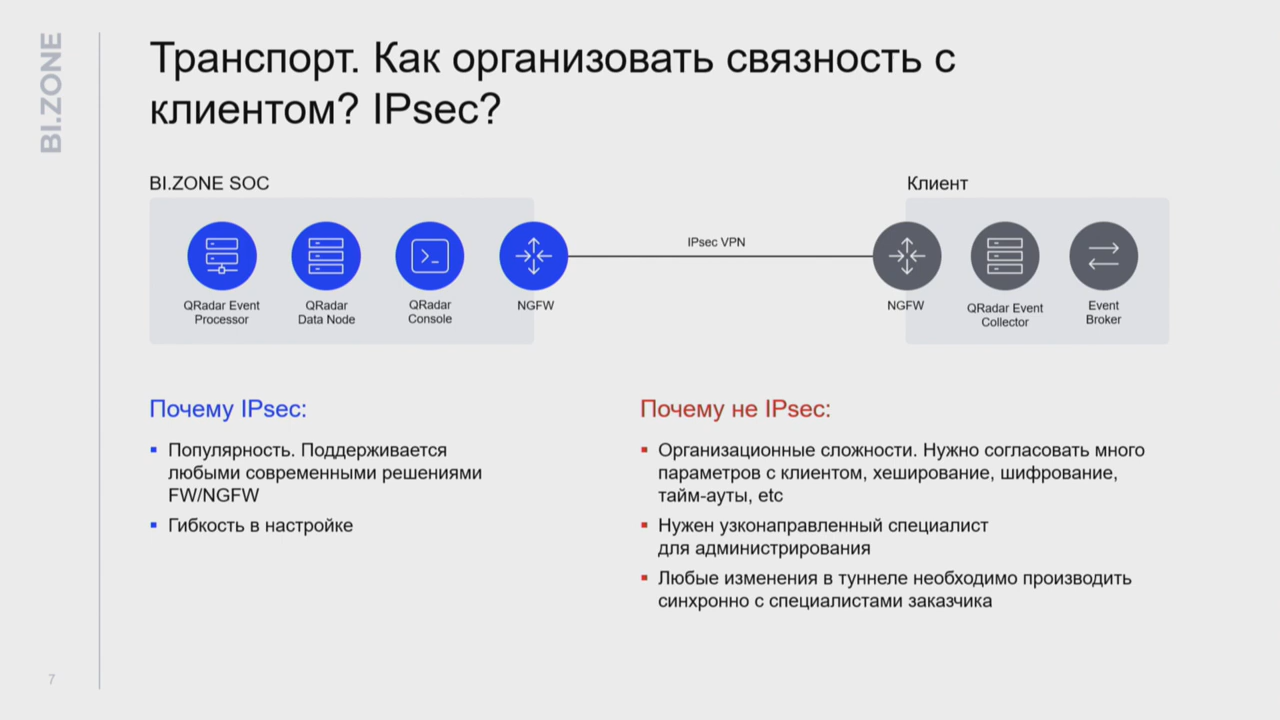 BI.ZONE
Транспорт. Как организовать связность с
клиентом? IPsec?
BI.ZONE SOC
Клиент
IPsec VPN
QRadar Event
Processor
QRadar
Data Node
QRadar
Console
NGFW
NGFW
QRadar Event
Collector
Event
Broker
Почему IPsec:
Популярность. Поддерживается
любыми современными решениями
FW/NGFW
Гибкость в настройке
Почему не IPsec:
Организационные сложности. Нужно согласовать много
параметров с клиентом, хеширование, шифрование,
тайм-ауты, etc
Нужен узконаправленный специалист
для администрирования
Любые изменения в туннеле необходимо производить
синхронно с специалистами заказчика
7